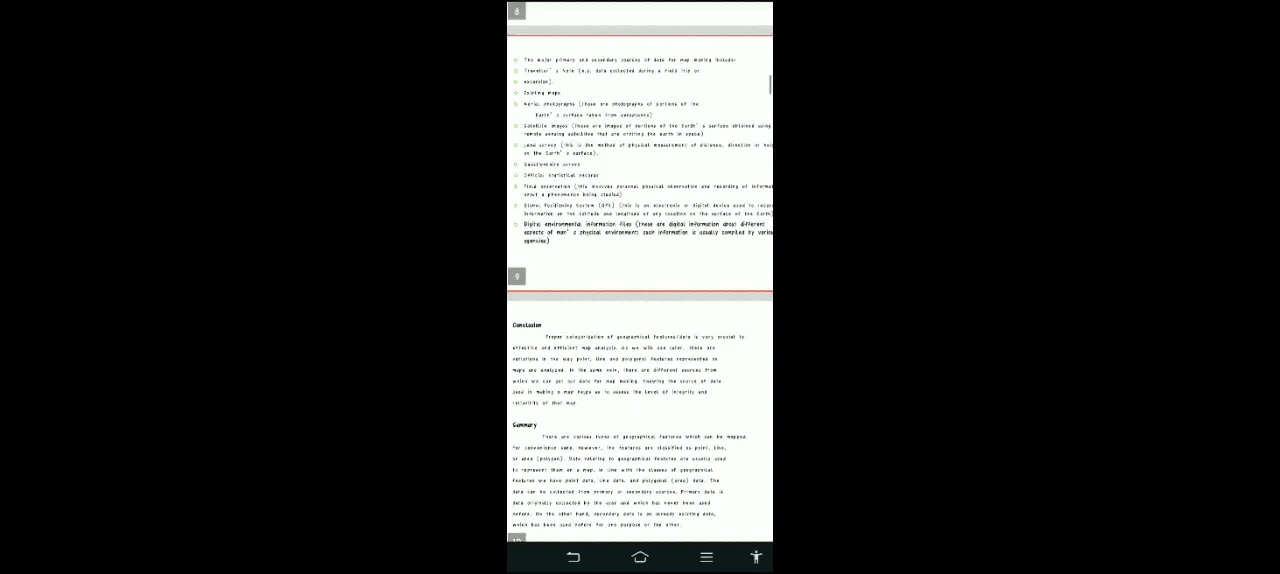 8
The major primary and secondary sources of data for map making include:
Traveller's Note (e.g. data collected during a field trip or
excursion).
Existing maps
Aerial photographs (these are photographs of portions of the
Earth's surface taken from aeroplanes)
Satellite images (these are images of portions of the Earth's surface obtained using
remote sensing satellites that are orbiting the earth in space)
Land survey (this is the method of physical measurement of distance, direction or
on the Earth's surface).
Questionnaire survey
Official statistical records
Field observation (this involves personal physical observation and recording of
about a phenomenon being studied)
Global Positioning System (GPS) (this is an electronic or digital device used to
information on the latitude and longitude of any location on the surface of the Earth)
Digital environmental information files (these are digital information about different
aspects of man's physical environment; such information is usually compiled by
agencies)
9
Conclusion
Proper categorization of geographical features/data is very crucial to
effective and efficient map analysis. As we will see later, there are
variations in the way point, line and polygonal features represented on
maps are analyzed. In the same vein, there are different sources from
which we can get out data for map making. Knowing the source of data
used in making a map helps us to assess the level of integrity and
reliability of that map.
Summary
There are various types of geographical features which can be mapped.
For convenience sake, however, the features are classified as point, line,
or area (polygon). Data relating to geographical features are usually used
to represent them on a map. In line with the classes of geographical
features we have point data, line data, and polygonal (area) data. The
data can be collected from primary or secondary sources. Primary data is
data originally collected by the user and which has never been used
before. On the other hand, secondary data is an already existing data,
which has been used before for one purpose or the other.